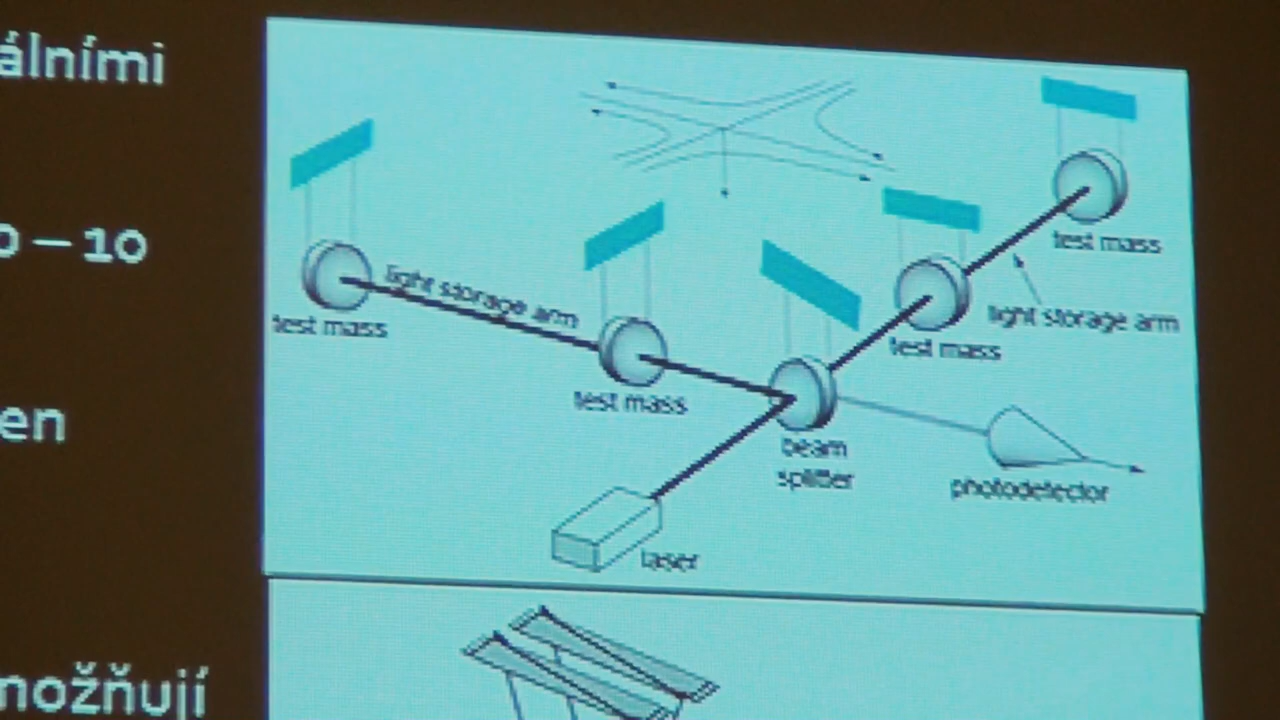 álními
0 – 10
en
možňují
test mass
light storage arm
test mass
test mass
light storage arm
test mass
beam
splitter
photodetector
laser